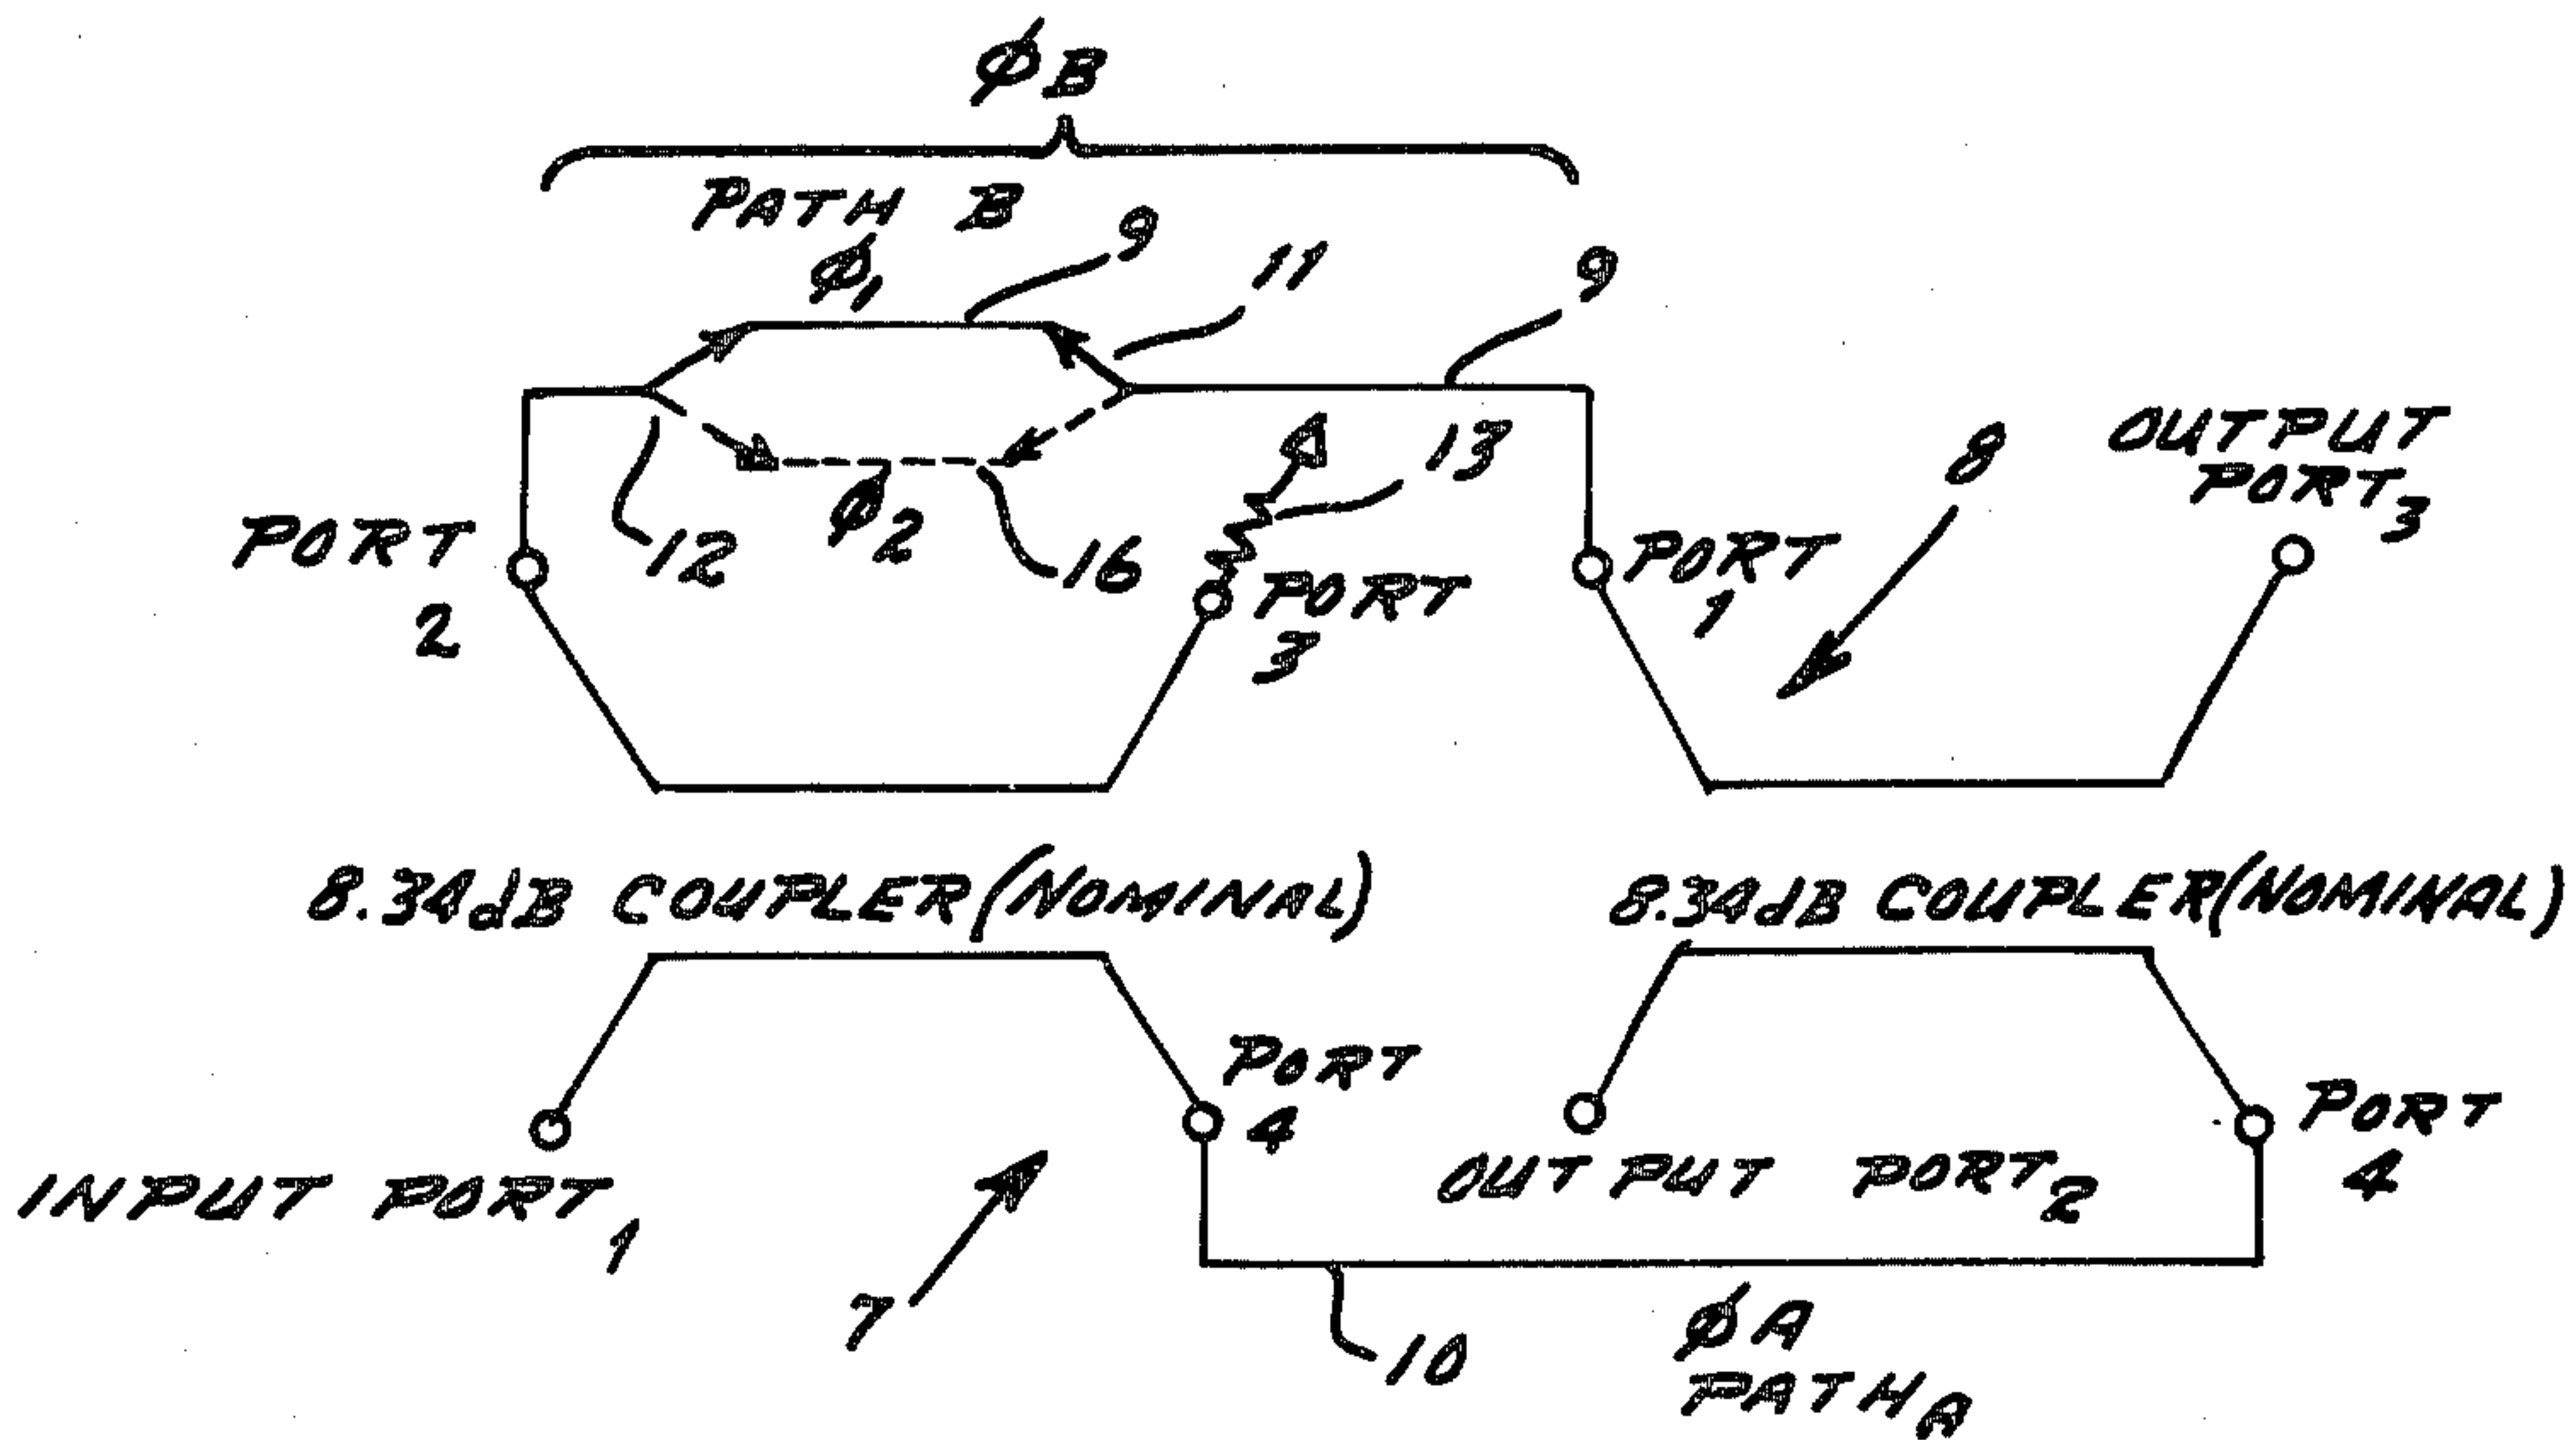 φB
PATH B
φ1
9
11
9
13
8
OUTPUT
PORT3
PORT
2
12
φ2
16
PORT
3
PORT
1
8.34dB COUPLER (NOMINAL)
8.34dB COUPLER (NOMINAL)
PORT
4
PORT
4
INPUT PORT1
OUTPUT PORT2
7
10
φA
PATHA